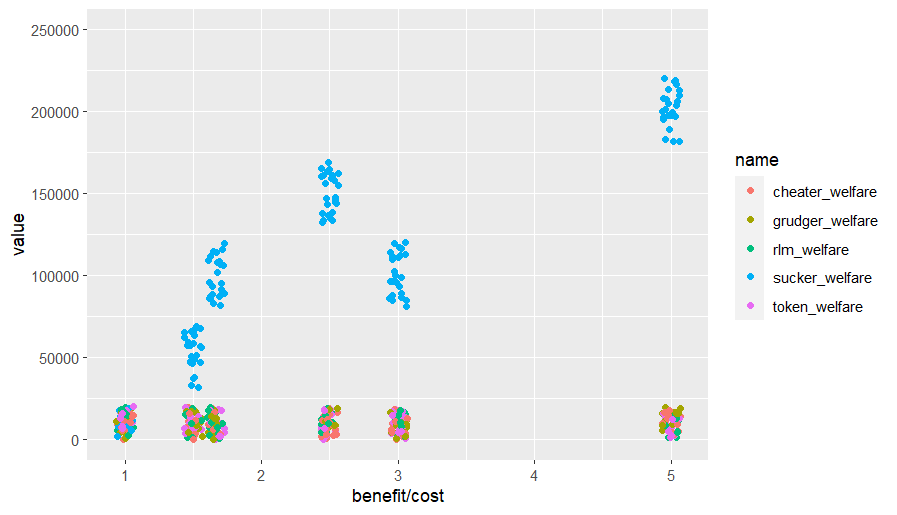 250000
200000
150000
100000
50000
0
value
1 2 3 4 5
benefit/cost
name
cheater_welfare
grudger_welfare
rlm_welfare
sucker_welfare
token_welfare